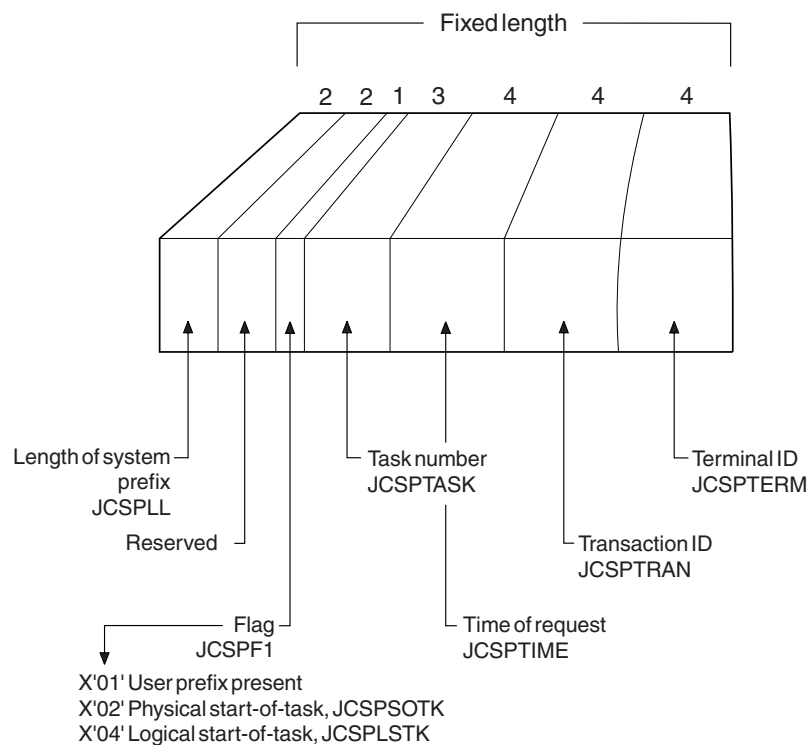 Fixed length
2 2 1 3 4 4 4
Length of system
prefix
JCSPLL
Task number
JCSPTASK
Terminal ID
JCSPTERM
Reserved
Transaction ID
JCSPTRAN
Flag
JCSPF1
Time of request
JCSPTIME
X'01' User prefix present
X'02' Physical start-of-task, JCSPSOTK
X'04' Logical start-of-task, JCSPLSTK